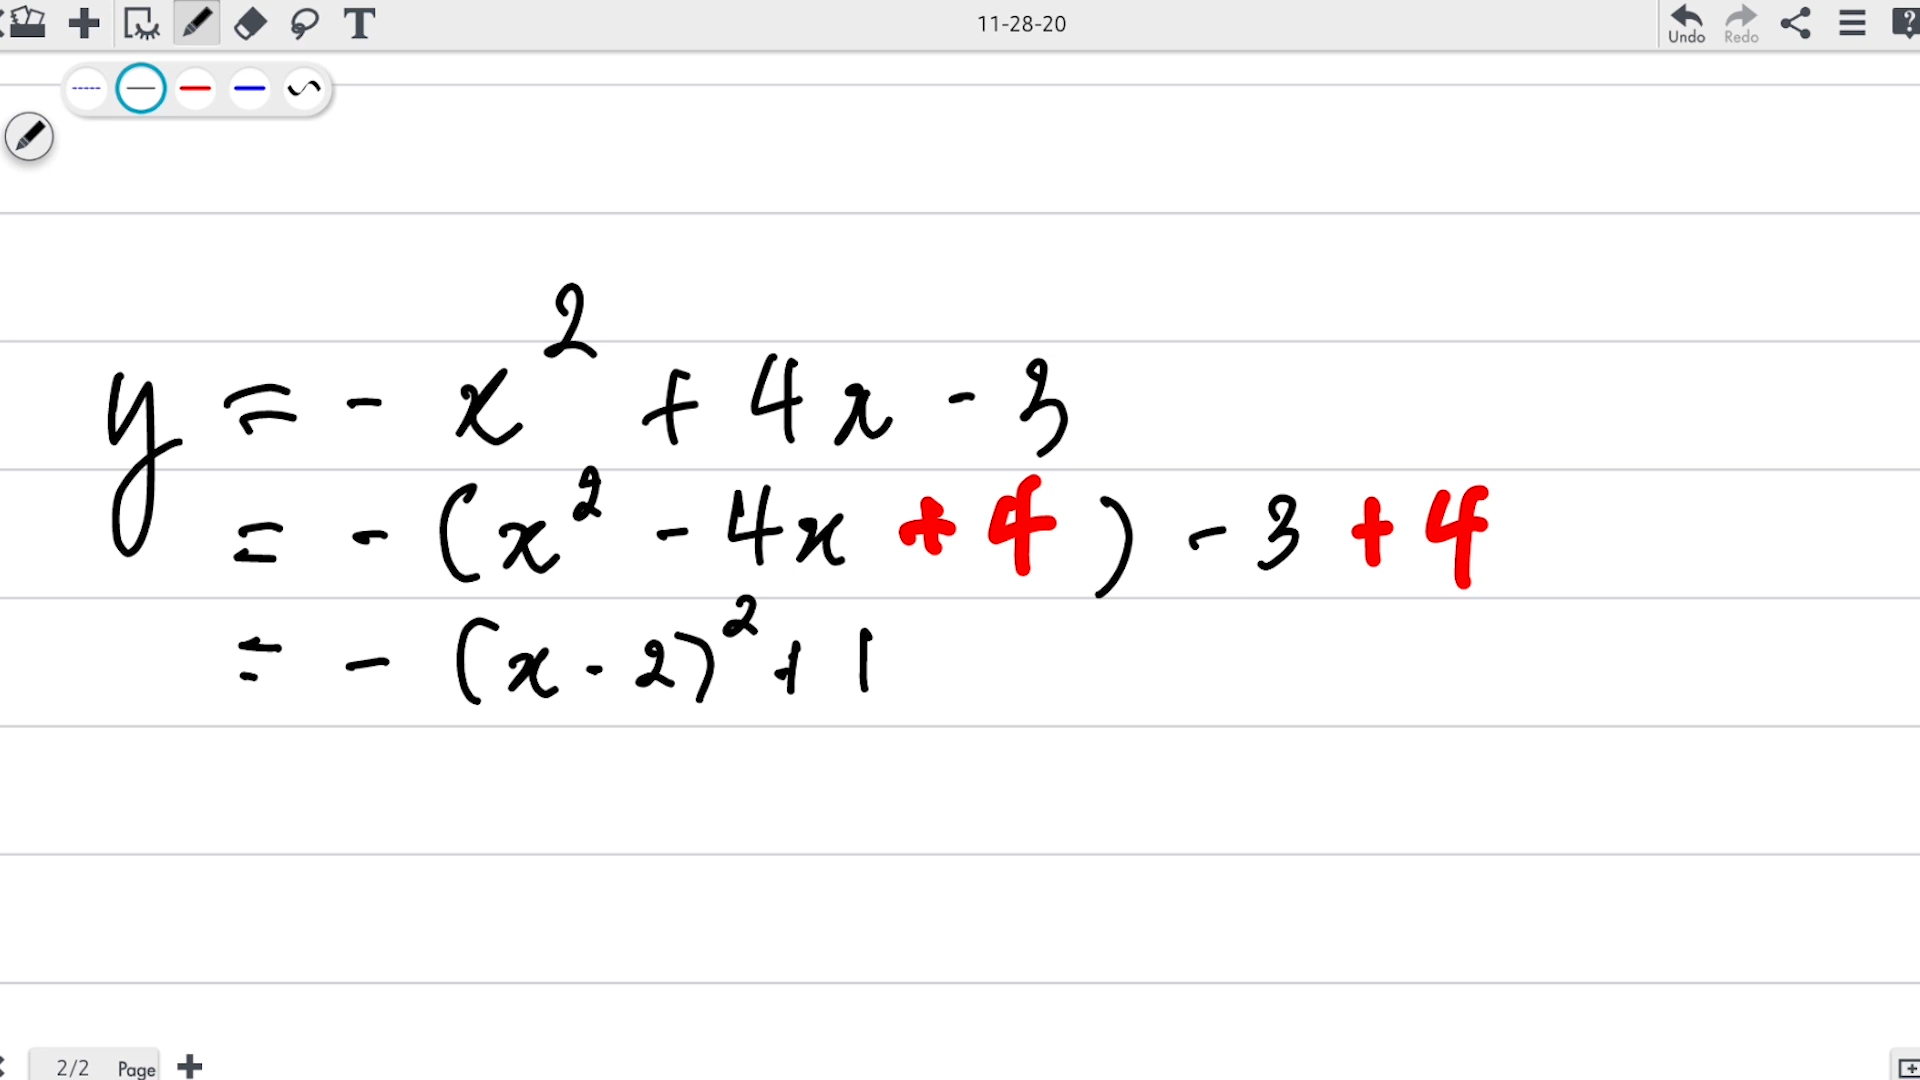 11-28-20
Undo Redo
T
y = - x² + 4x - 3
= - (x² - 4x + 4) - 3 + 4
= - (x - 2)² + 1
2/2 Page